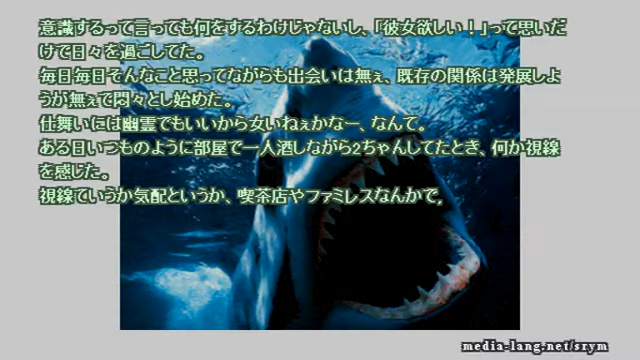 意識するって言っても何をするわけじゃないし、「彼女欲しい！」って思いだ
けで日々を過ごしてた。
毎日毎日そんなこと思ってながらも出会いは無ぇ、既存の関係は発展しよ
うが無ぇで悶々とし始めた。
仕舞いには幽霊でもいいから女いねぇかなー、なんて。
ある日いつものように部屋で一人酒しながら2ちゃんしてたとき、何か視線
を感じた。
視線ていうか気配というか、喫茶店やファミレスなんかで,
media-lang-net/srym